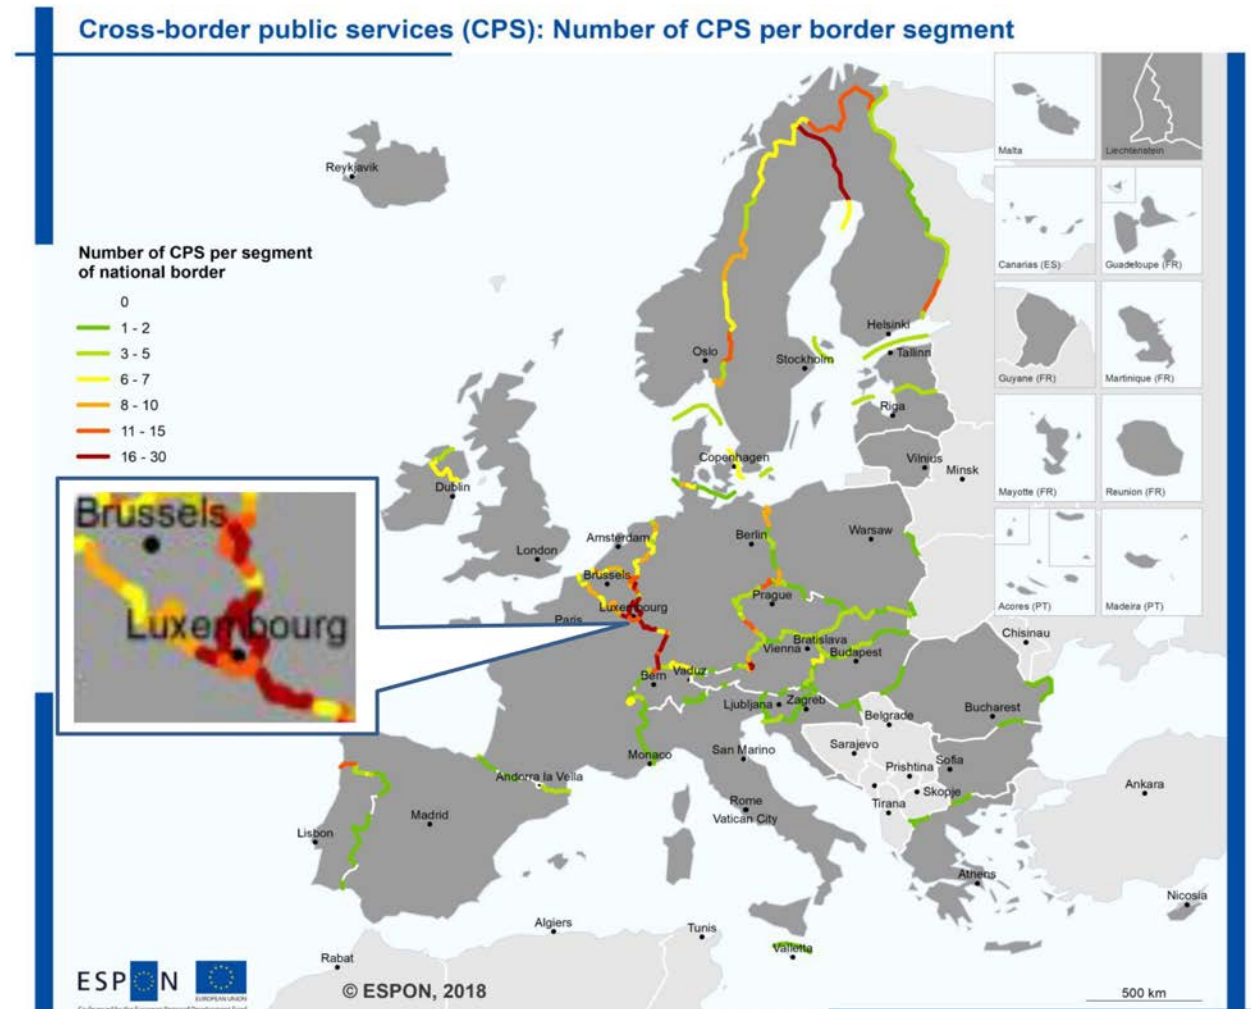 Cross-border public services (CPS): Number of CPS per border segment
Malta
Liechtenstein
Reykjavik
Canarias (ES)
Guadeloupe (FR)
Number of CPS per segment
of national border
0
1 - 2
3 - 5
6 - 7
8 - 10
11 - 15
16 - 30
Guyane (FR)
Martinique (FR)
Helsinki
Tallinn
Oslo
Stockholm
Riga
Copenhagen
Vilnius
Minsk
Mayotte (FR)
Reunion (FR)
Dublin
Amsterdam
Berlin
Warsaw
London
Brussels
Prague
Luxembourg
Paris
Acores (PT)
Madeira (PT)
Brussels
Luxembourg
Chisinau
Bratislava
Vienna
Budapest
Bern
Vaduz
Ljubljana
Zagreb
Bucharest
Belgrade
Monaco
San Marino
Sarajevo
Prishtina
Sofia
Andorra la Vella
Skopje
Tirana
Ankara
Rome
Vatican City
Madrid
Lisbon
Athens
Nicosia
Algiers
Tunis
Valletta
Rabat
ESPON
EUROPEAN UNION
© ESPON, 2018
500 km